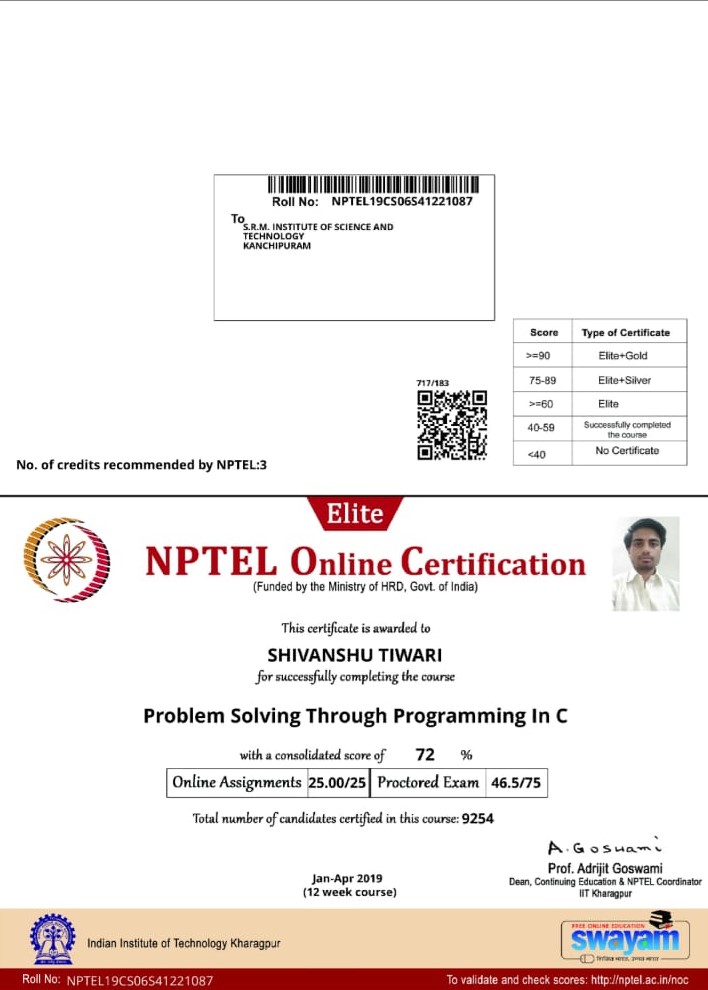 Roll No: NPTEL19CS06S41221087
To
S.R.M. INSTITUTE OF SCIENCE AND
TECHNOLOGY
KANCHIPURAM
Score Type of Certificate
>=90 Elite+Gold
75-89 Elite+Silver
>=60 Elite
40-59 Successfully completed
the course
<40 No Certificate
717/183
No. of credits recommended by NPTEL:3
Elite
NPTEL Online Certification
(Funded by the Ministry of HRD, Govt. of India)
This certificate is awarded to
SHIVANSHU TIWARI
for successfully completing the course
Problem Solving Through Programming In C
with a consolidated score of 72 %
Online Assignments 25.00/25 Proctored Exam 46.5/75
Total number of candidates certified in this course: 9254
A. Goswami
Prof. Adrijit Goswami
Dean, Continuing Education & NPTEL Coordinator
IIT Kharagpur
Jan-Apr 2019
(12 week course)
Indian Institute of Technology Kharagpur
FREE ONLINE EDUCATION
swayam
शिक्षित भारत, उन्नत भारत
Roll No: NPTEL19CS06S41221087
To validate and check scores: http://nptel.ac.in/noc